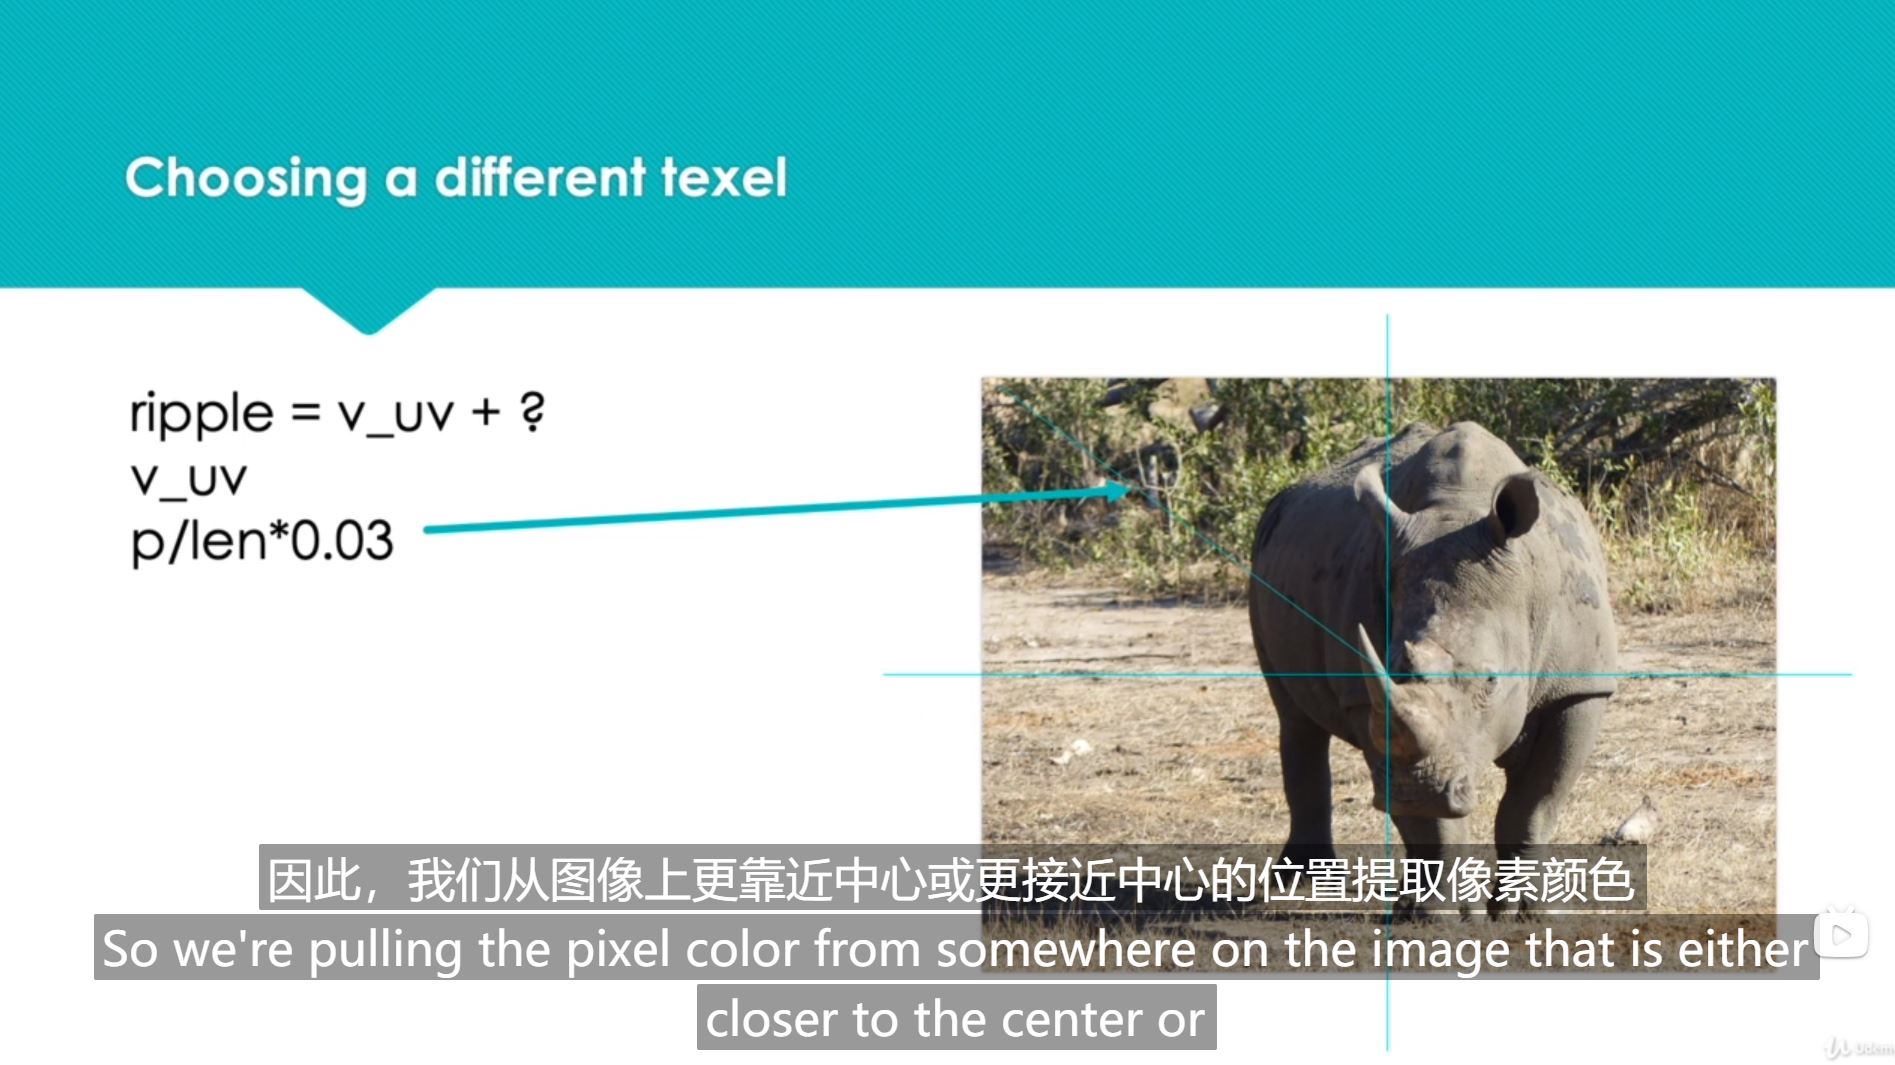 Choosing a different texel
ripple = v_uv + ?
v_uv
p/len*0.03
因此，我们从图像上更靠近中心或更接近中心的位置提取像素颜色
So we're pulling the pixel color from somewhere on the image that is either
closer to the center or
Udem